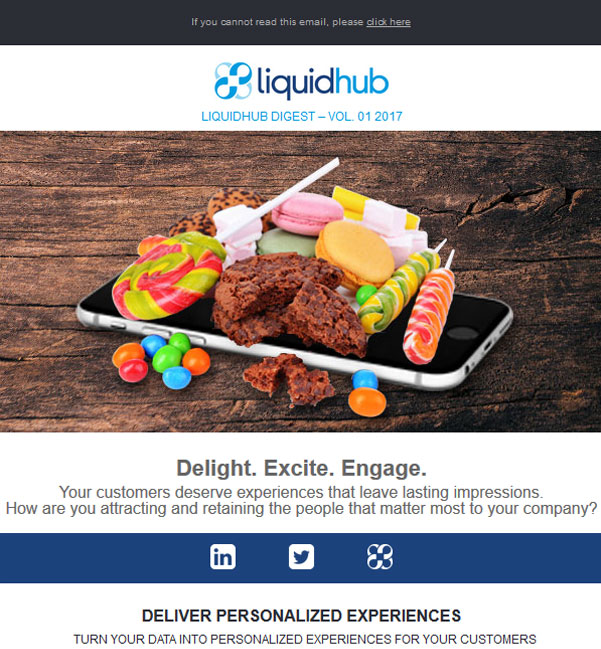 If you cannot read this email, please click here
liquidhub
LIQUIDHUB DIGEST – VOL. 01 2017
Delight. Excite. Engage.
Your customers deserve experiences that leave lasting impressions.
How are you attracting and retaining the people that matter most to your company?
in
DELIVER PERSONALIZED EXPERIENCES
TURN YOUR DATA INTO PERSONALIZED EXPERIENCES FOR YOUR CUSTOMERS